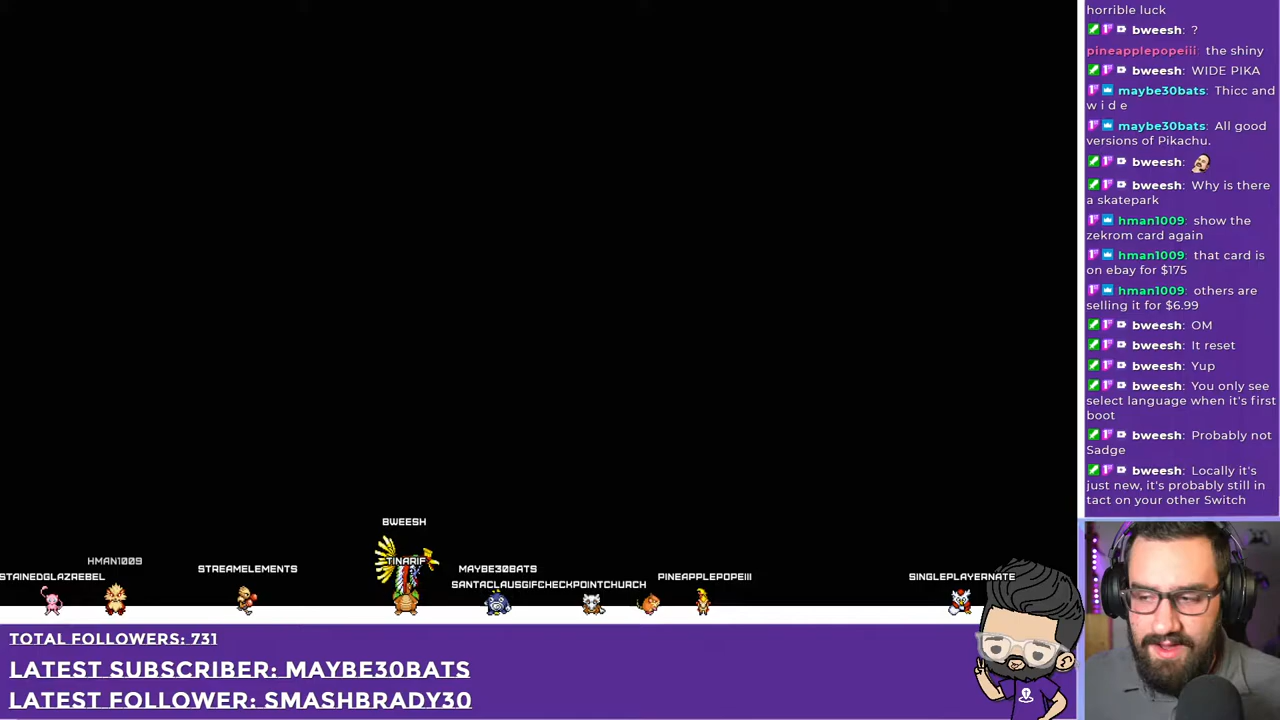 horrible luck
bweesh: ?
pineapplepopeiii: the shiny
bweesh: WIDE PIKA
maybe30bats: Thicc and
w i d e
maybe30bats: All good
versions of Pikachu.
bweesh:
bweesh: Why is there
a skatepark
hman1009: show the
zekrom card again
hman1009: that card is
on ebay for $175
hman1009: others are
selling it for $6.99
bweesh: OM
bweesh: It reset
bweesh: Yup
bweesh: You only see
select language when it's first
boot
bweesh: Probably not
Sadge
bweesh: Locally it's
just new, it's probably still in
tact on your other Switch
BWEESH
HMAN1009
TINARIF
STREAMELEMENTS
MAYBE30BATS
STAINEDGLAZREBEL
PINEAPPLEPOPEIII
SINGLEPLAYERNATE
SANTACLAUSGIFCHECKPOINTCHURCH
TOTAL FOLLOWERS: 731
LATEST SUBSCRIBER: MAYBE30BATS
LATEST FOLLOWER: SMASHBRADY30